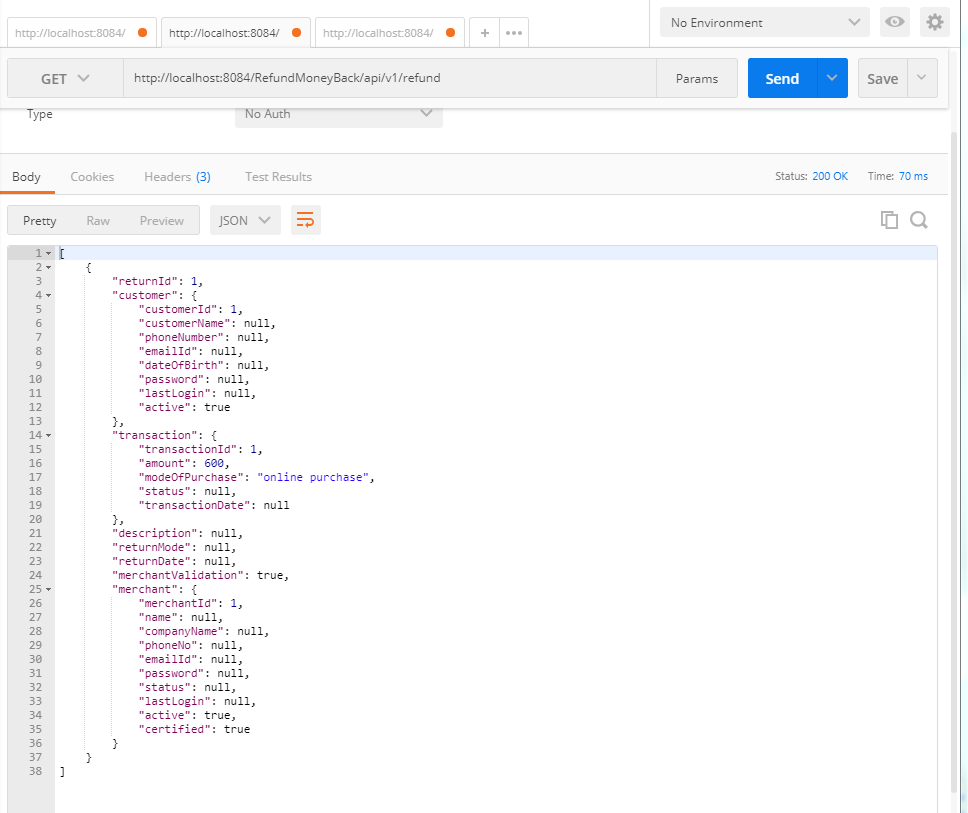 http://localhost:8084/ http://localhost:8084/ http://localhost:8084/ + ••• No Environment
GET http://localhost:8084/RefundMoneyBack/api/v1/refund Params Send Save
Type No Auth
Body Cookies Headers (3) Test Results Status: 200 OK Time: 70 ms
Pretty Raw Preview JSON
1 [
2 {
3 "returnId": 1,
4 "customer": {
5 "customerId": 1,
6 "customerName": null,
7 "phoneNumber": null,
8 "emailId": null,
9 "dateOfBirth": null,
10 "password": null,
11 "lastLogin": null,
12 "active": true
13 },
14 "transaction": {
15 "transactionId": 1,
16 "amount": 600,
17 "modeOfPurchase": "online purchase",
18 "status": null,
19 "transactionDate": null
20 },
21 "description": null,
22 "returnMode": null,
23 "returnDate": null,
24 "merchantValidation": true,
25 "merchant": {
26 "merchantId": 1,
27 "name": null,
28 "companyName": null,
29 "phoneNo": null,
30 "emailId": null,
31 "password": null,
32 "status": null,
33 "lastLogin": null,
34 "active": true,
35 "certified": true
36 }
37 }
38 ]